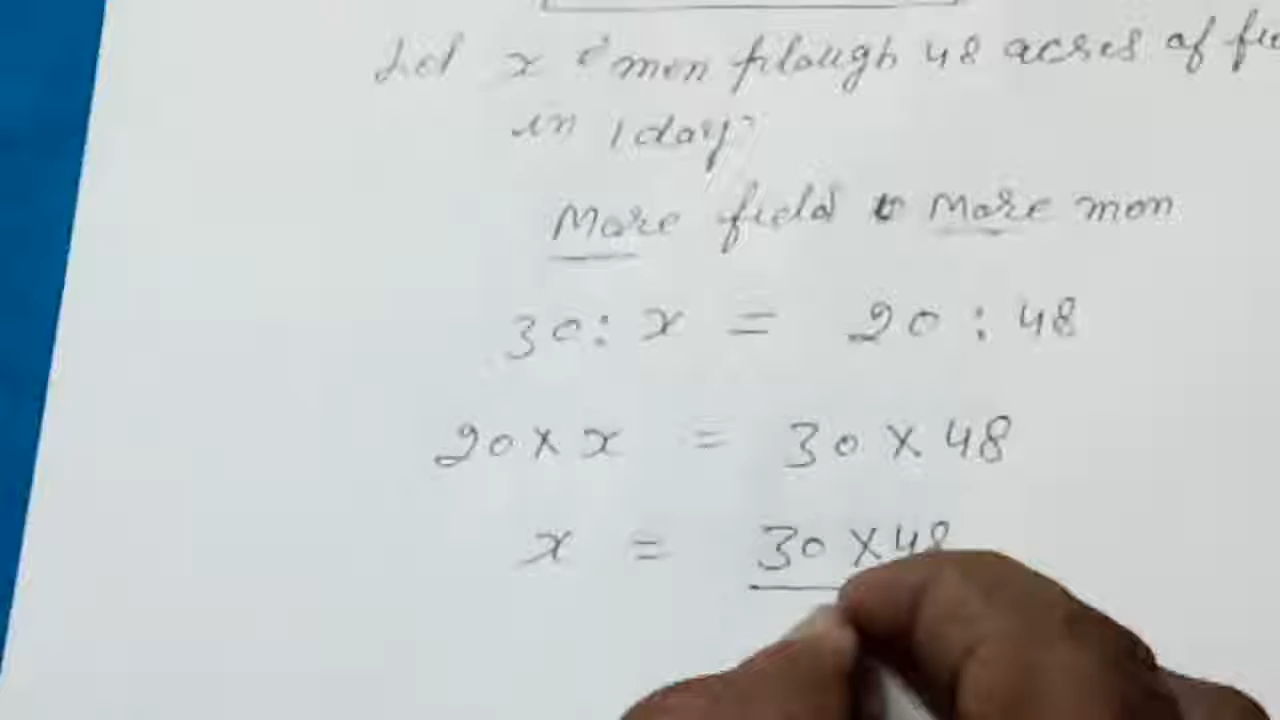 Let x men plough 48 acres of
in 1 day
More field More men
30 : x = 20 : 48
20 × x = 30 × 48
x = 30 × 48